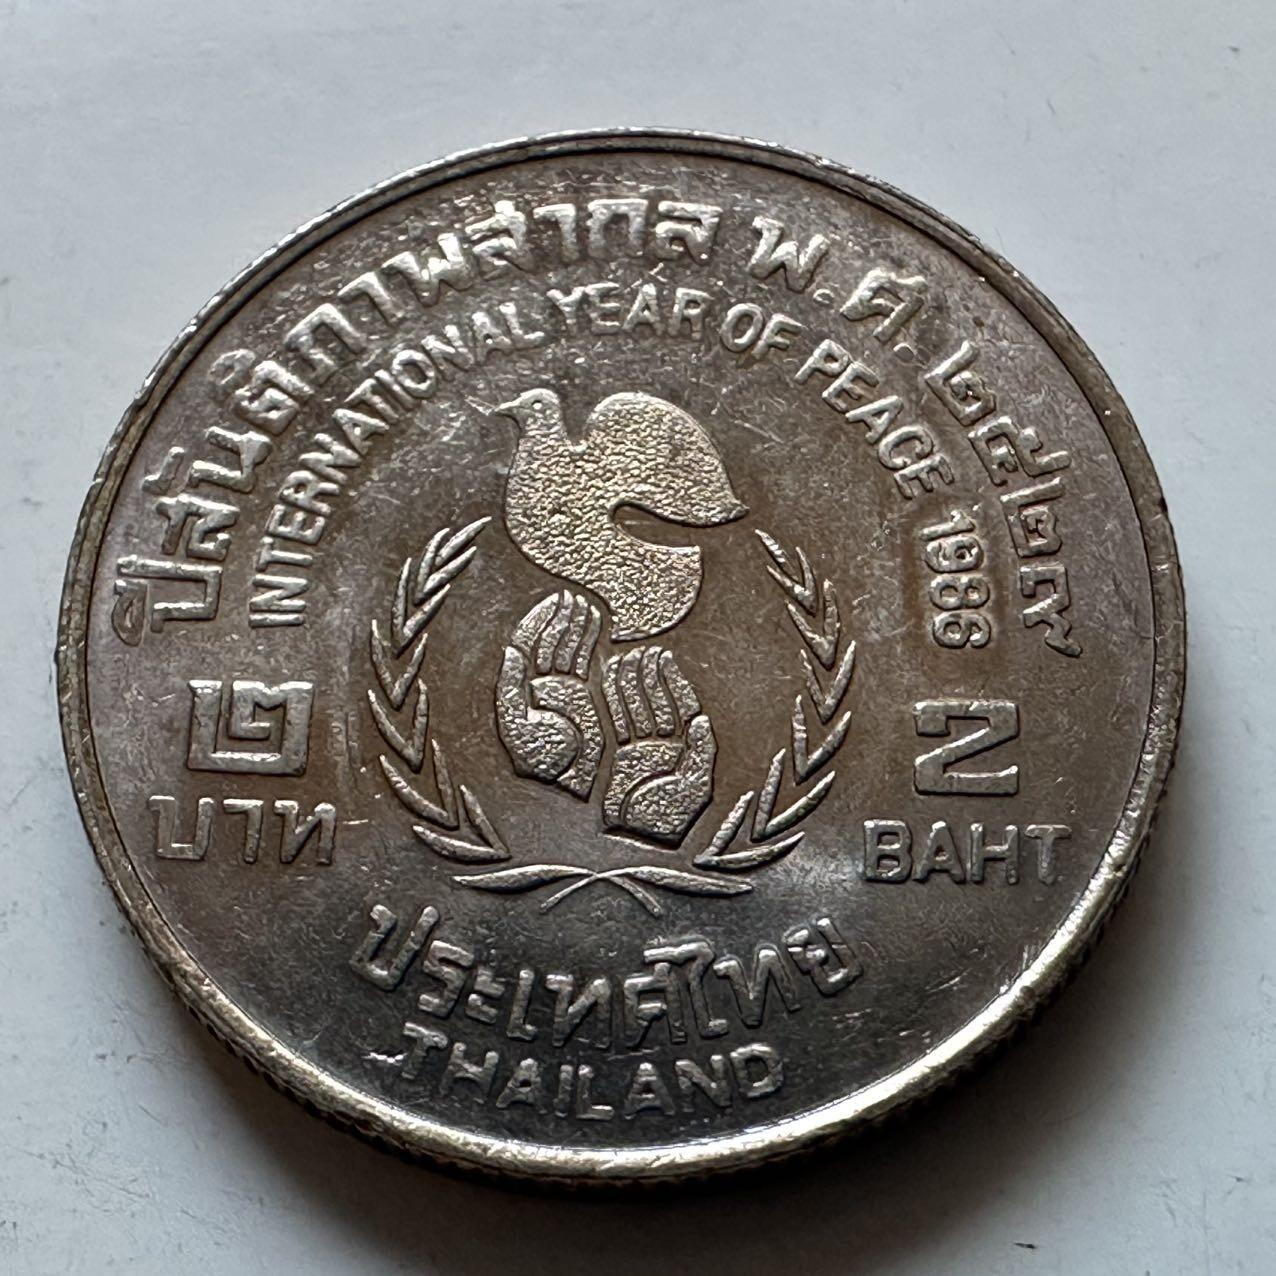 ปีสันติภาพสากล พ.ศ. ๒๕๒๙
INTERNATIONAL YEAR OF PEACE 1986
๒
บาท
2
BAHT
ประเทศไทย
THAILAND